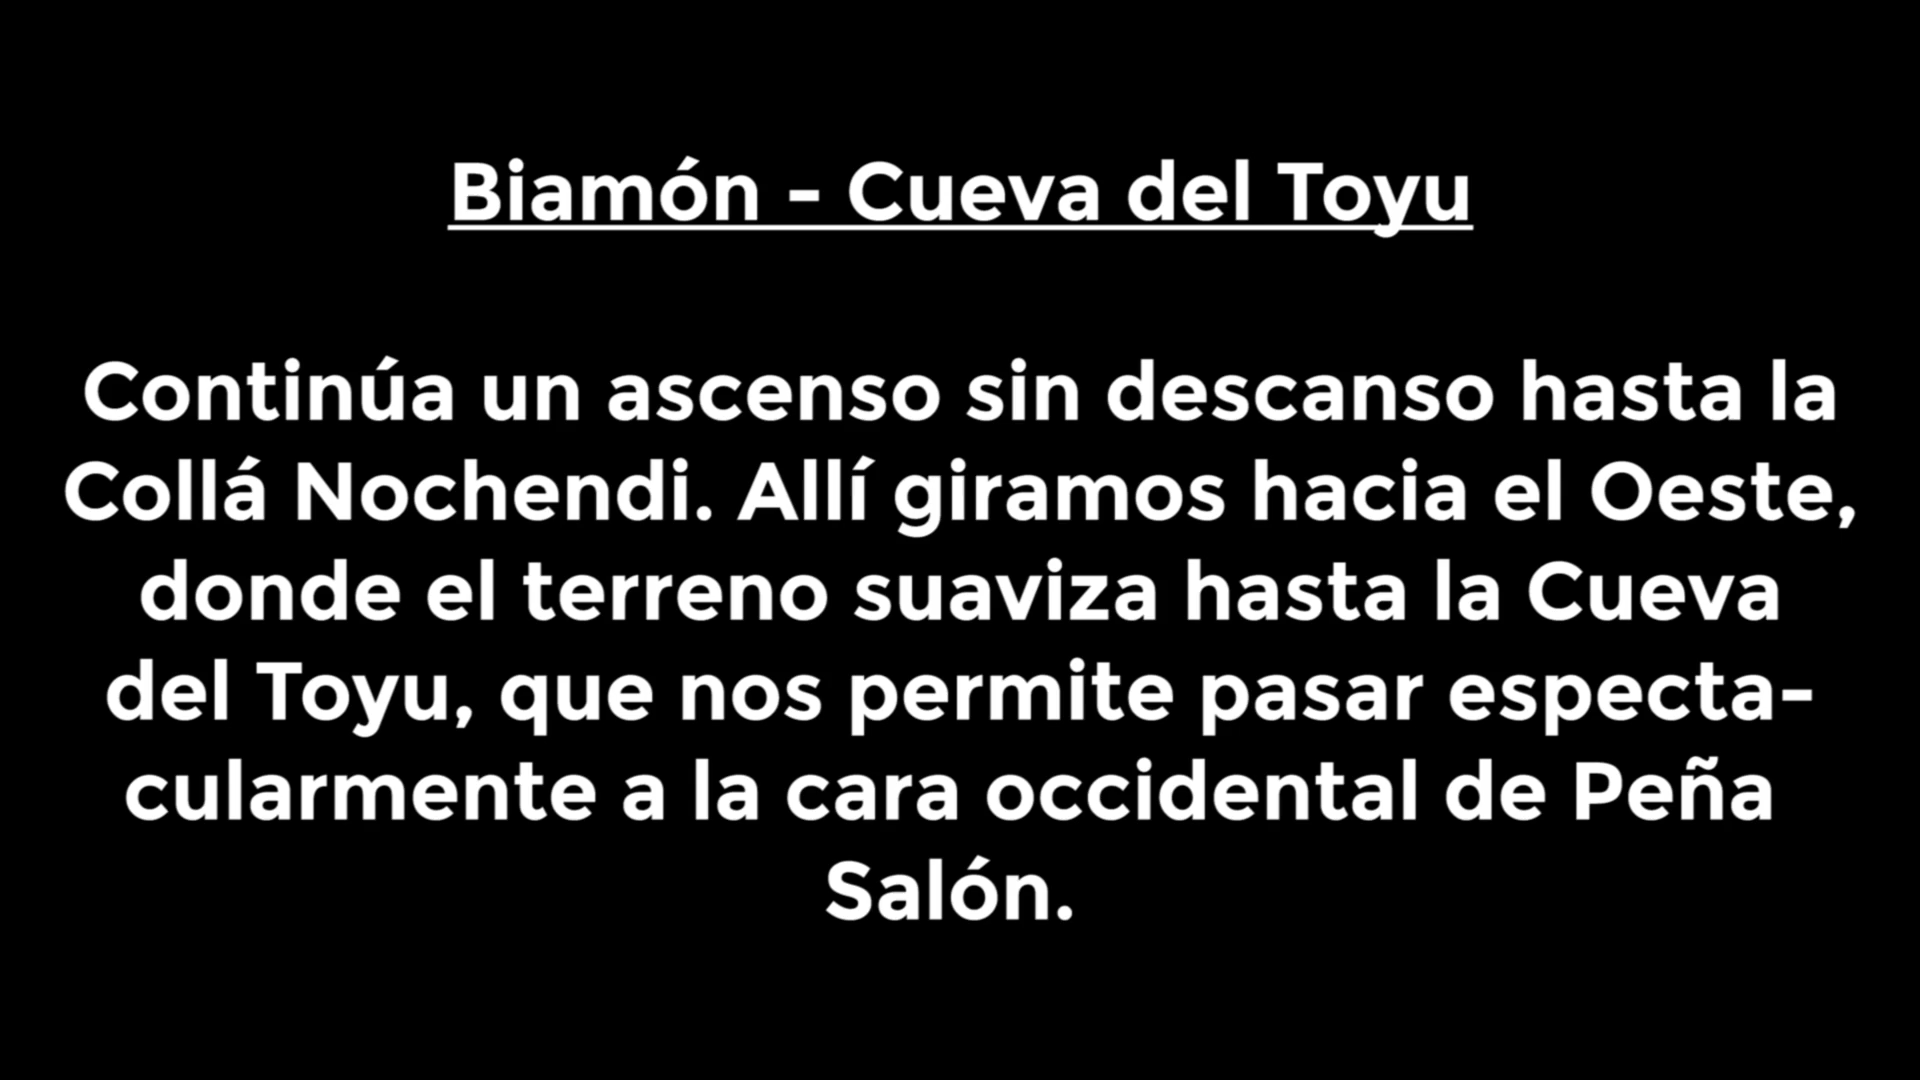 Biamón - Cueva del Toyu
Continúa un ascenso sin descanso hasta la
Collá Nochendi. Allí giramos hacia el Oeste,
donde el terreno suaviza hasta la Cueva
del Toyu, que nos permite pasar especta-
cularmente a la cara occidental de Peña
Salón.